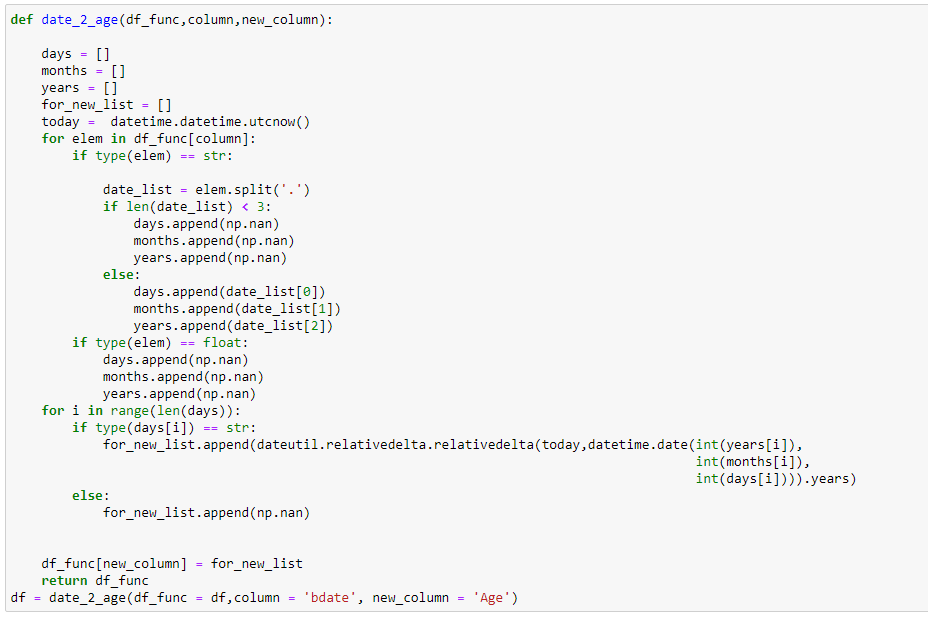 def date_2_age(df_func,column,new_column):
    days = []
    months = []
    years = []
    for_new_list = []
    today =  datetime.datetime.utcnow()
    for elem in df_func[column]:
        if type(elem) == str:
            date_list = elem.split('.')
            if len(date_list) < 3:
                days.append(np.nan)
                months.append(np.nan)
                years.append(np.nan)
            else:
                days.append(date_list[0])
                months.append(date_list[1])
                years.append(date_list[2])
        if type(elem) == float:
            days.append(np.nan)
            months.append(np.nan)
            years.append(np.nan)
    for i in range(len(days)):
        if type(days[i]) == str:
            for_new_list.append(dateutil.relativedelta.relativedelta(today,datetime.date(int(years[i]),
                                                                                         int(months[i]),
                                                                                         int(days[i]))).years)
        else:
            for_new_list.append(np.nan)
    df_func[new_column] = for_new_list
    return df_func
df = date_2_age(df_func = df,column = 'bdate', new_column = 'Age')